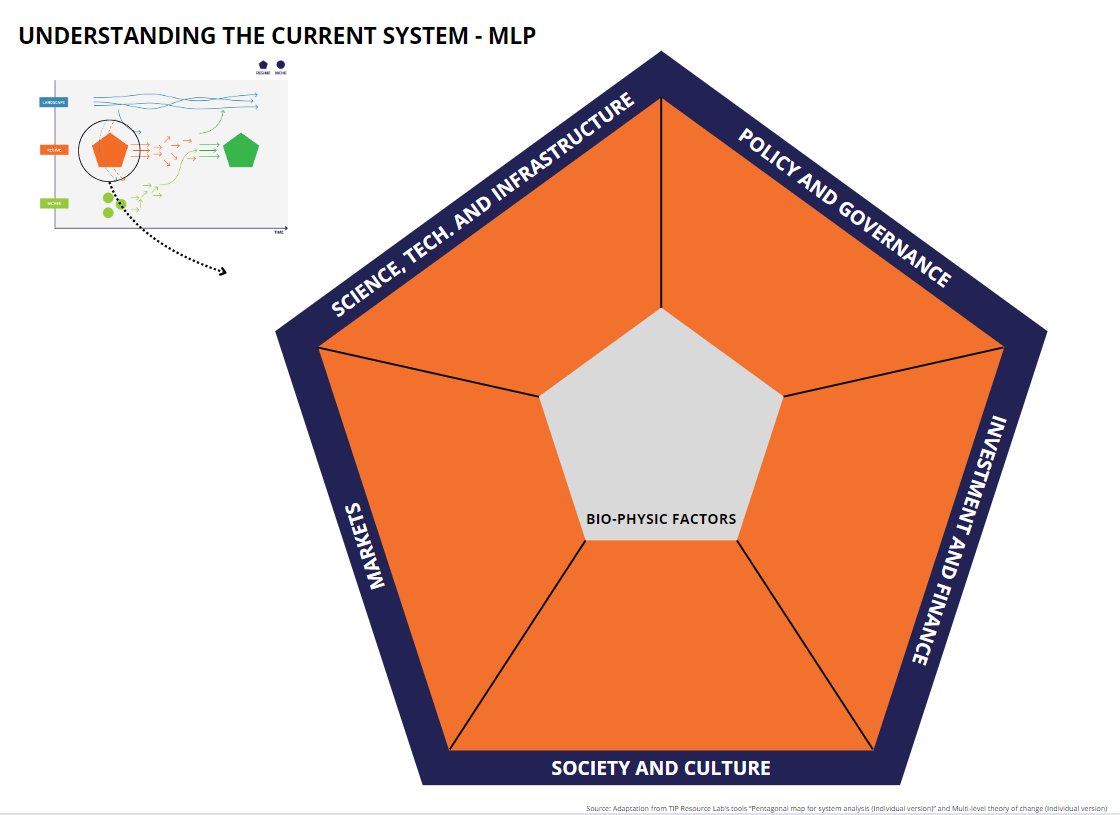 UNDERSTANDING THE CURRENT SYSTEM - MLP
REGIME
NICHE
LANDSCAPE
REGIME
NICHES
TIME
SCIENCE, TECH. AND INFRASTRUCTURE
POLICY AND GOVERNANCE
INVESTMENT AND FINANCE
MARKETS
BIO-PHYSIC FACTORS
SOCIETY AND CULTURE
Source: Adaptation from TIP Resource Lab's tools "Pentagonal map for system analysis (Individual version)" and Multi-level theory of change (Individual version)